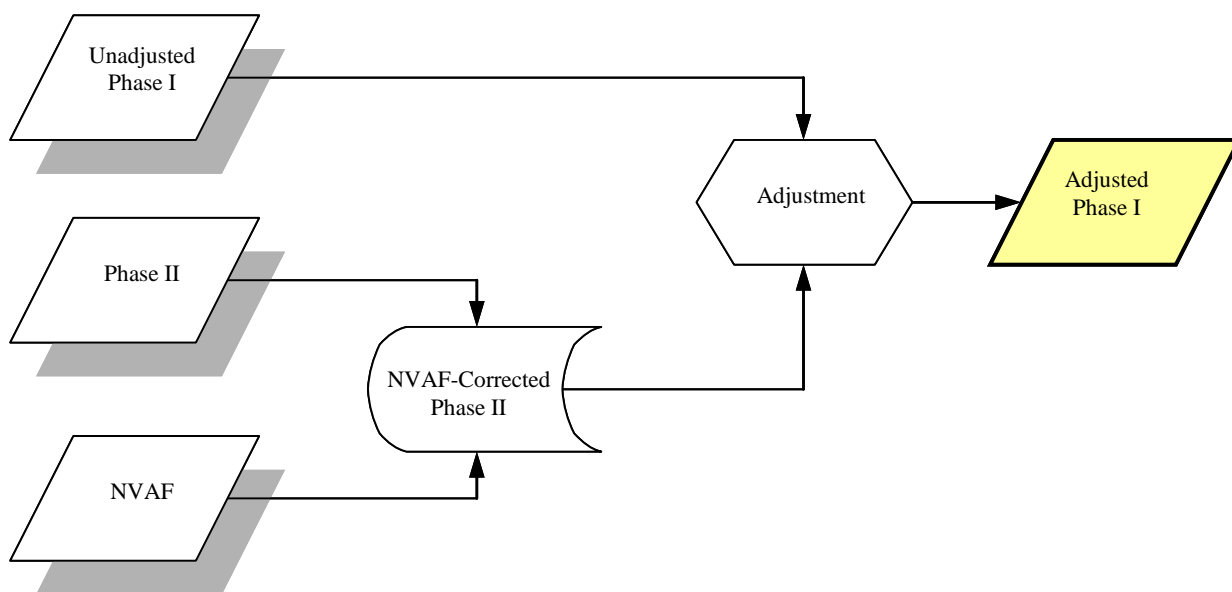 Unadjusted
Phase I
Adjustment
Adjusted
Phase I
Phase II
NVAF-Corrected
Phase II
NVAF